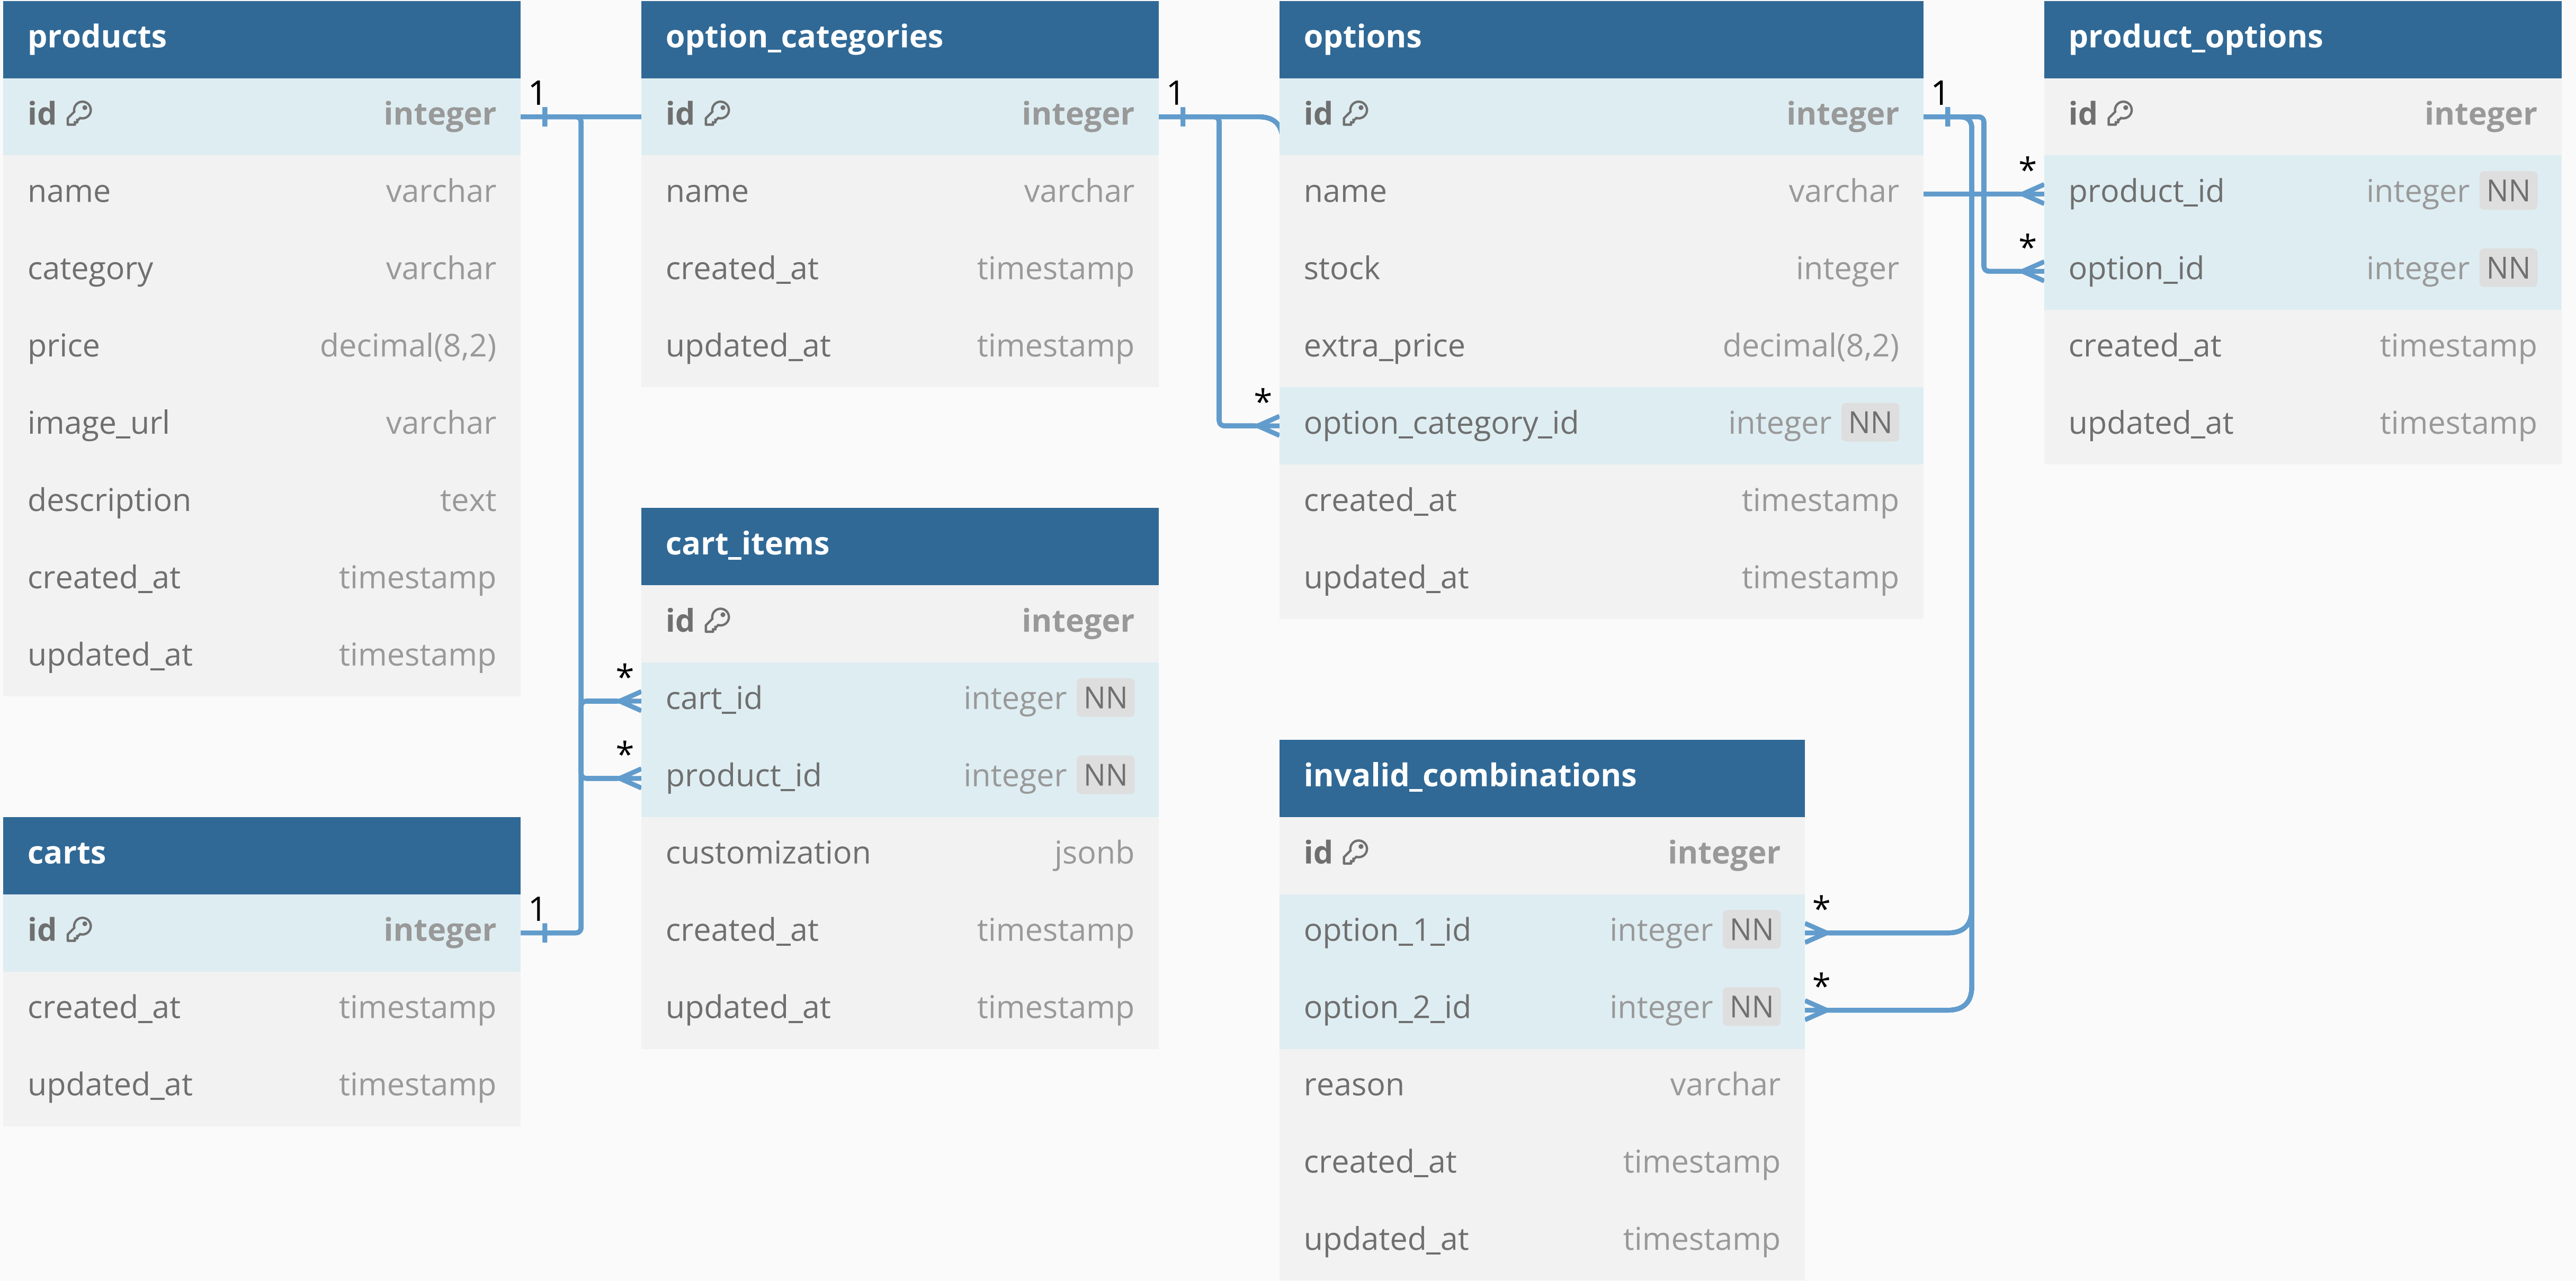 products
id integer
name varchar
category varchar
price decimal(8,2)
image_url varchar
description text
created_at timestamp
updated_at timestamp
1
option_categories
id integer
name varchar
created_at timestamp
updated_at timestamp
1
options
id integer
name varchar
stock integer
extra_price decimal(8,2)
* option_category_id integer NN
created_at timestamp
updated_at timestamp
1
product_options
id integer
* product_id integer NN
* option_id integer NN
created_at timestamp
updated_at timestamp
carts
id integer
created_at timestamp
updated_at timestamp
1
cart_items
id integer
* cart_id integer NN
* product_id integer NN
customization jsonb
created_at timestamp
updated_at timestamp
invalid_combinations
id integer
option_1_id integer NN *
option_2_id integer NN *
reason varchar
created_at timestamp
updated_at timestamp